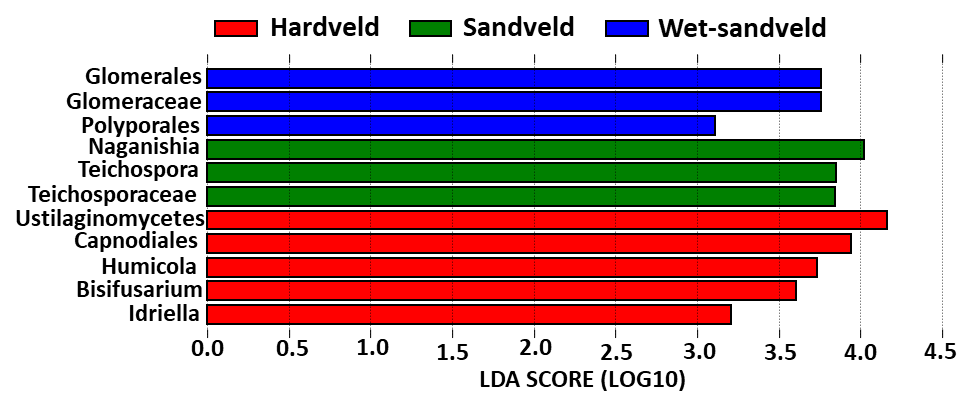 Hardveld Sandveld Wet-sandveld
Glomerales
Glomeraceae
Polyporales
Naganishia
Teichospora
Teichosporaceae
Ustilaginomycetes
Capnodiales
Humicola
Bisifusarium
Idriella
0.0 0.5 1.0 1.5 2.0 2.5 3.0 3.5 4.0 4.5
LDA SCORE (LOG10)